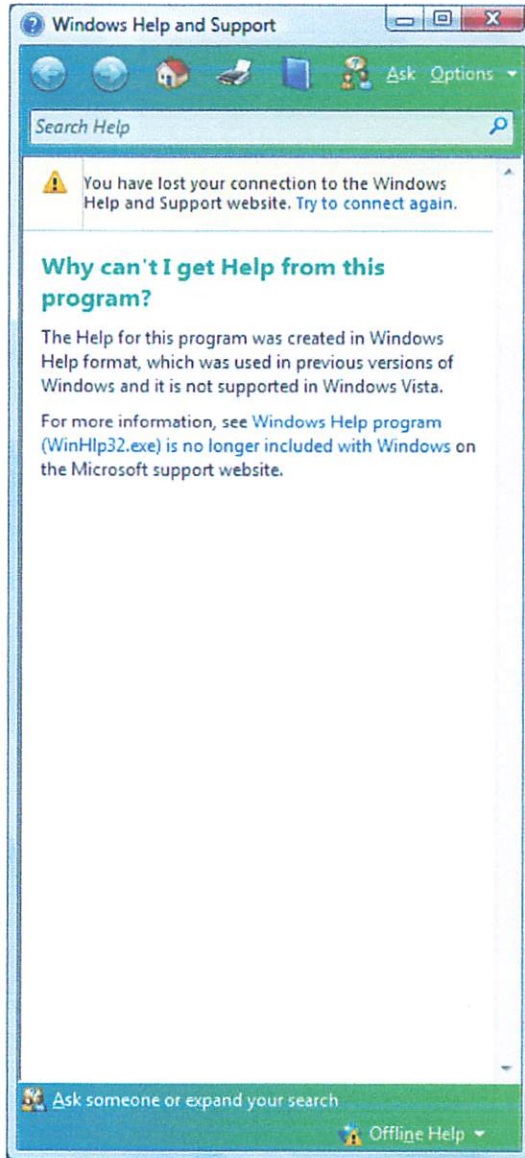 Windows Help and Support
Ask Options
Search Help
You have lost your connection to the Windows
Help and Support website. Try to connect again.
Why can't I get Help from this
program?
The Help for this program was created in Windows
Help format, which was used in previous versions of
Windows and it is not supported in Windows Vista.
For more information, see Windows Help program
(WinHlp32.exe) is no longer included with Windows on
the Microsoft support website.
Ask someone or expand your search
Offline Help